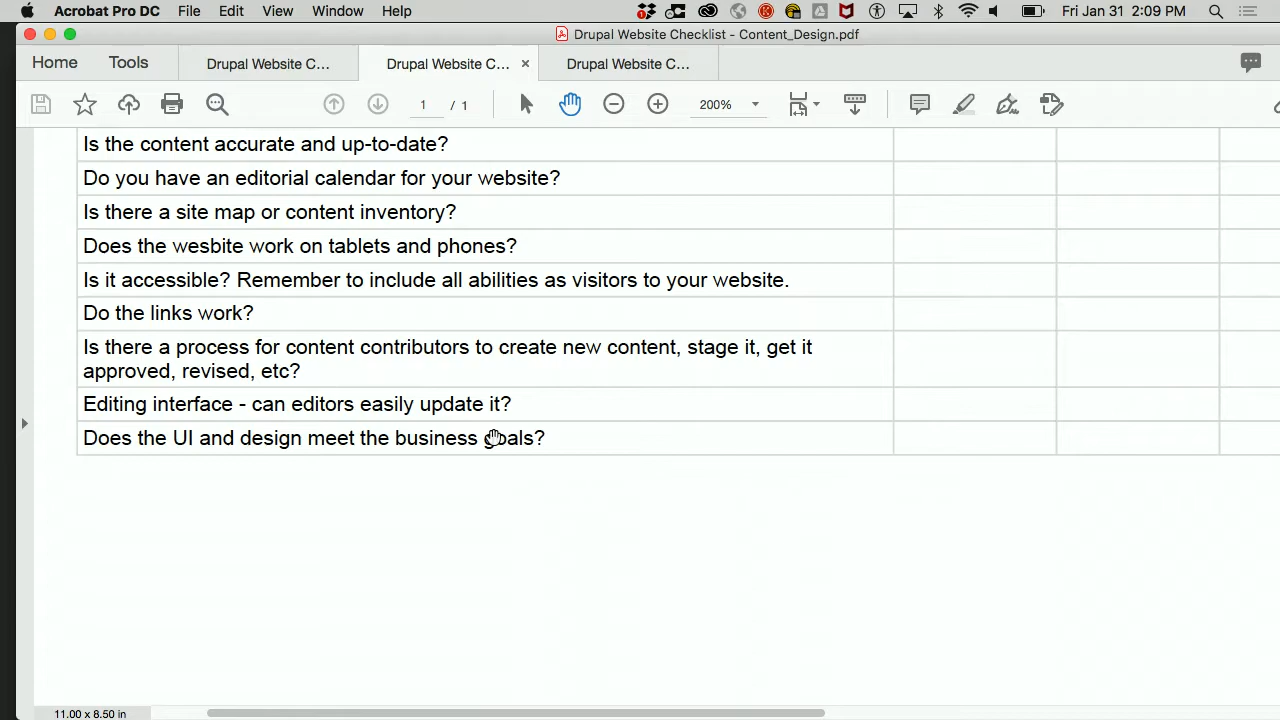 Acrobat Pro DC File Edit View Window Help Fri Jan 31 2:09 PM
Drupal Website Checklist - Content_Design.pdf
Home Tools Drupal Website C... Drupal Website C... × Drupal Website C...
1 / 1 200%
Is the content accurate and up-to-date?
Do you have an editorial calendar for your website?
Is there a site map or content inventory?
Does the wesbite work on tablets and phones?
Is it accessible? Remember to include all abilities as visitors to your website.
Do the links work?
Is there a process for content contributors to create new content, stage it, get it
approved, revised, etc?
Editing interface - can editors easily update it?
Does the UI and design meet the business goals?
11.00 x 8.50 in